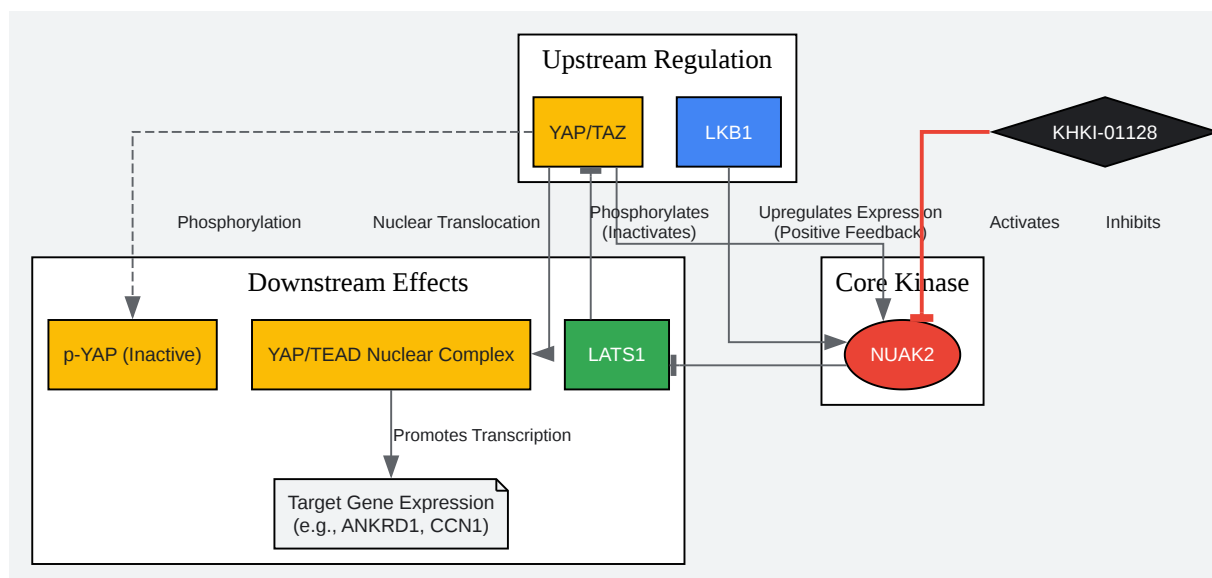 Upstream Regulation
YAP/TAZ
LKB1
KHKI-01128
Phosphorylation
Nuclear Translocation
Phosphorylates
(Inactivates)
Upregulates Expression
(Positive Feedback)
Activates
Inhibits
Downstream Effects
Core Kinase
p-YAP (Inactive)
YAP/TEAD Nuclear Complex
LATS1
NUAK2
Promotes Transcription
Target Gene Expression
(e.g., ANKRD1, CCN1)